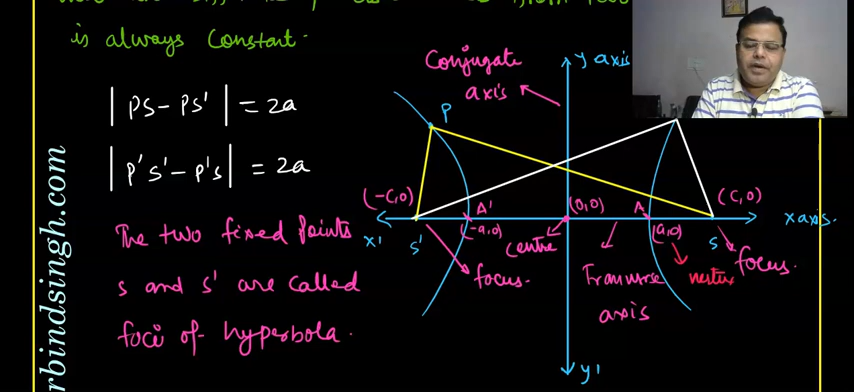 is always constant.
| PS - PS' | = 2a
| P's' - P's | = 2a
The two fixed points
s and s' are called
foci of hyperbola.
Conjugate
axis
y axis
P
(-c,0)
A'
(0,0)
A
(c,0)
x axis
x'
s'
(-a,0)
centre
(a,0)
s
focus.
Tranverse
axis
vertex
focus.
y'
rbindsingh.com